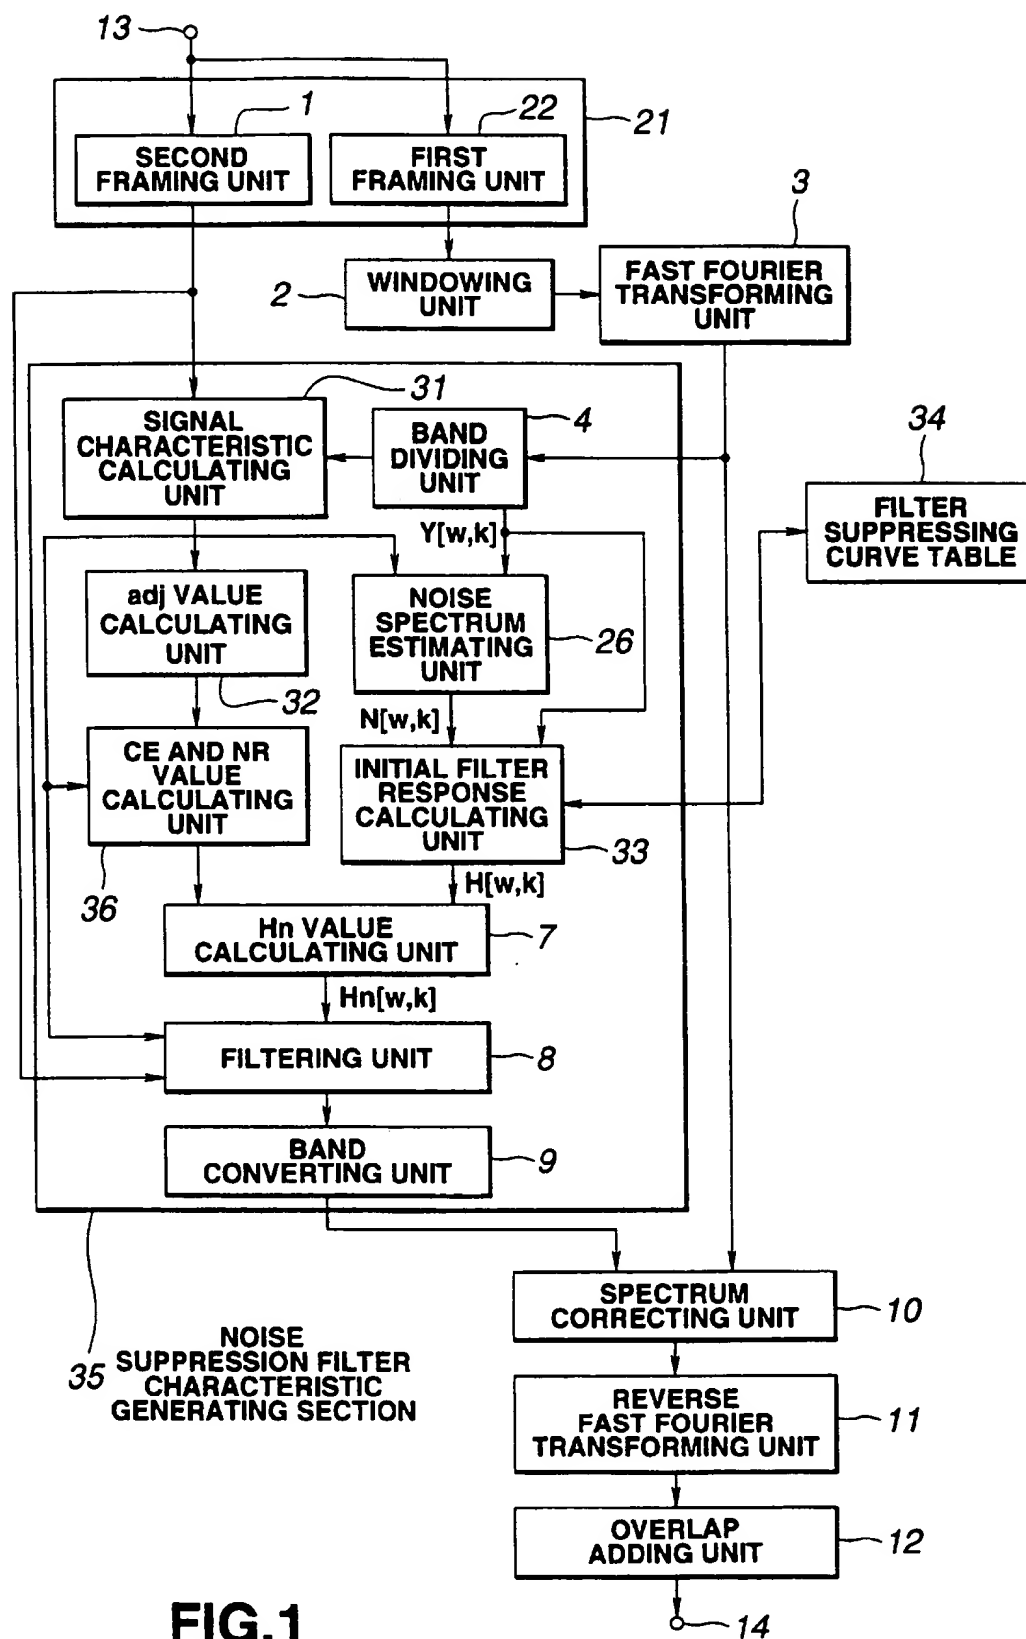 13
1
22
21
SECOND
FRAMING UNIT
FIRST
FRAMING UNIT
3
2
WINDOWING
UNIT
FAST FOURIER
TRANSFORMING
UNIT
31
4
34
SIGNAL
CHARACTERISTIC
CALCULATING
UNIT
BAND
DIVIDING
UNIT
FILTER
SUPPRESSING
CURVE TABLE
Y[w,k]
adj VALUE
CALCULATING
UNIT
NOISE
SPECTRUM
ESTIMATING
UNIT
26
32
N[w,k]
CE AND NR
VALUE
CALCULATING
UNIT
INITIAL FILTER
RESPONSE
CALCULATING
UNIT
33
36
H[w,k]
Hn VALUE
CALCULATING UNIT
7
Hn[w,k]
FILTERING UNIT
8
BAND
CONVERTING UNIT
9
SPECTRUM
CORRECTING UNIT
10
35
NOISE
SUPPRESSION FILTER
CHARACTERISTIC
GENERATING SECTION
REVERSE
FAST FOURIER
TRANSFORMING UNIT
11
OVERLAP
ADDING UNIT
12
14
FIG.1